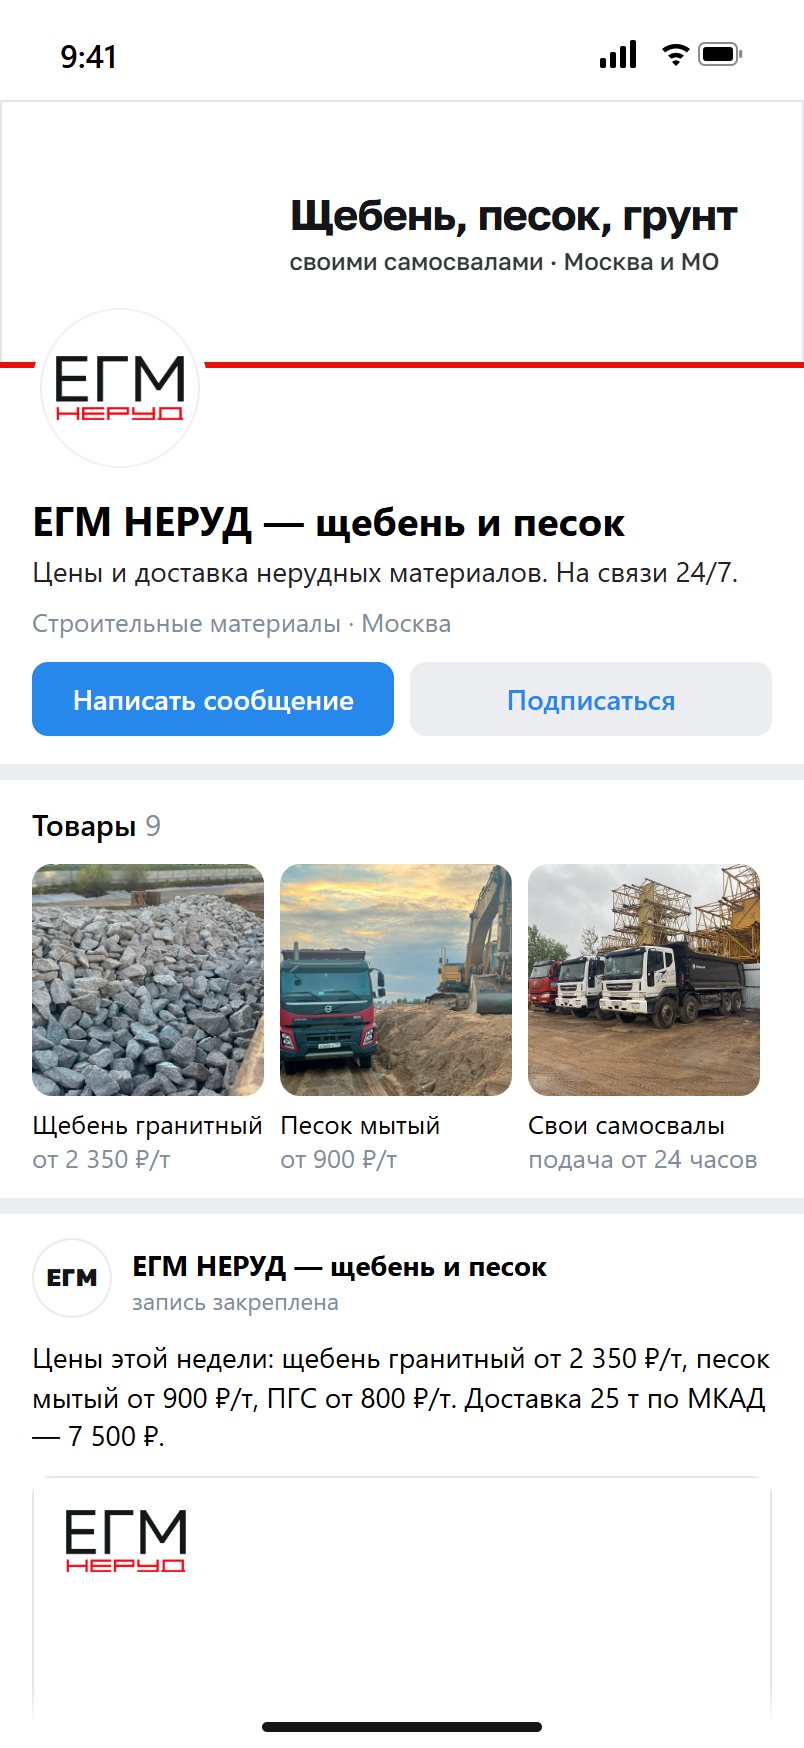 9:41
Щебень, песок, грунт
своими самосвалами · Москва и МО
ЕГМ
НЕРУД
ЕГМ НЕРУД — щебень и песок
Цены и доставка нерудных материалов. На связи 24/7.
Строительные материалы · Москва
Написать сообщение
Подписаться
Товары 9
Щебень гранитный
от 2 350 ₽/т
Песок мытый
от 900 ₽/т
Свои самосвалы
подача от 24 часов
ЕГМ
ЕГМ НЕРУД — щебень и песок
запись закреплена
Цены этой недели: щебень гранитный от 2 350 ₽/т, песок
мытый от 900 ₽/т, ПГС от 800 ₽/т. Доставка 25 т по МКАД
— 7 500 ₽.
ЕГМ
НЕРУД